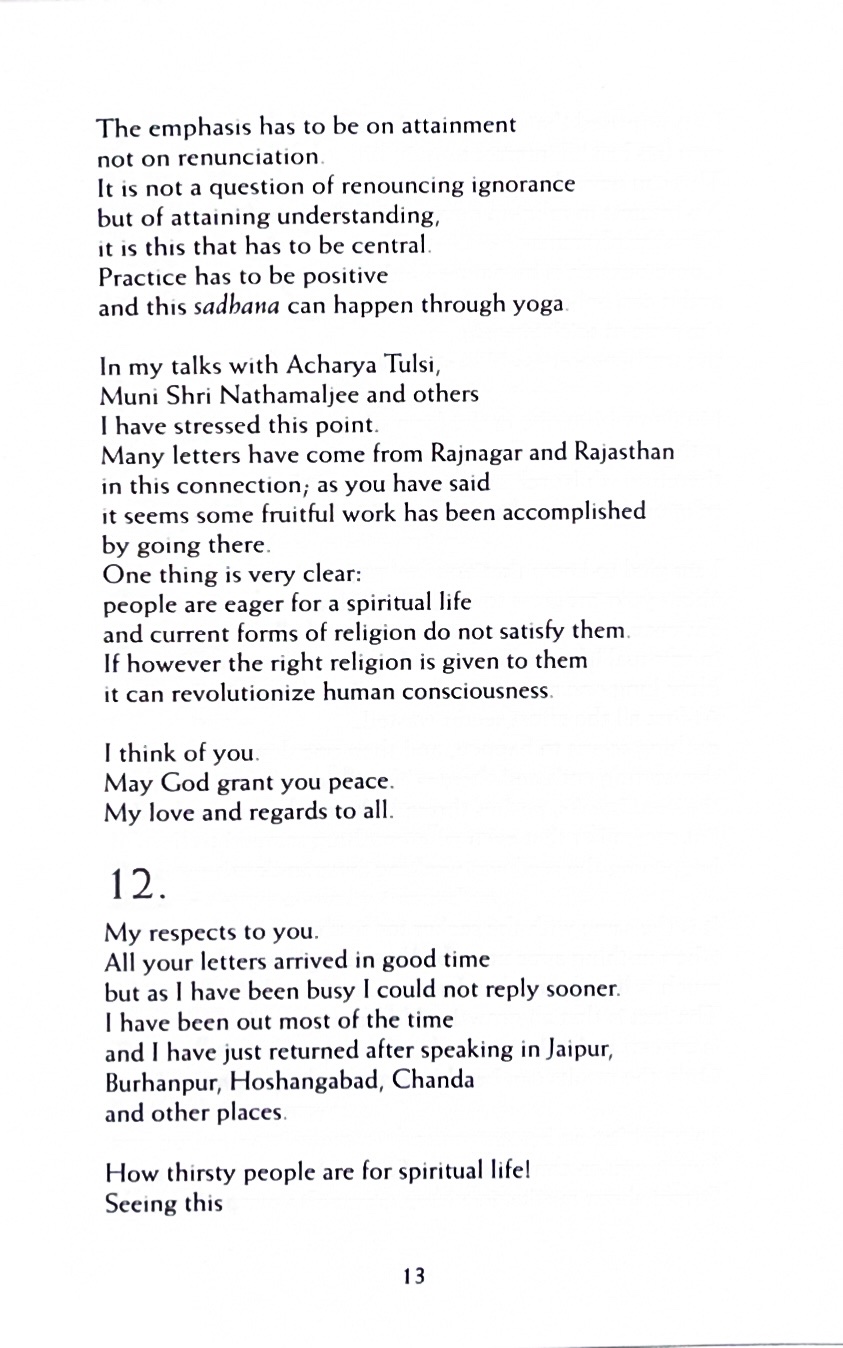 The emphasis has to be on attainment
not on renunciation.
It is not a question of renouncing ignorance
but of attaining understanding,
it is this that has to be central.
Practice has to be positive
and this sadhana can happen through yoga.
In my talks with Acharya Tulsi,
Muni Shri Nathamaljee and others
I have stressed this point.
Many letters have come from Rajnagar and Rajasthan
in this connection; as you have said
it seems some fruitful work has been accomplished
by going there.
One thing is very clear:
people are eager for a spiritual life
and current forms of religion do not satisfy them.
If however the right religion is given to them
it can revolutionize human consciousness.
I think of you.
May God grant you peace.
My love and regards to all.
12.
My respects to you.
All your letters arrived in good time
but as I have been busy I could not reply sooner.
I have been out most of the time
and I have just returned after speaking in Jaipur,
Burhanpur, Hoshangabad, Chanda
and other places.
How thirsty people are for spiritual life!
Seeing this
13